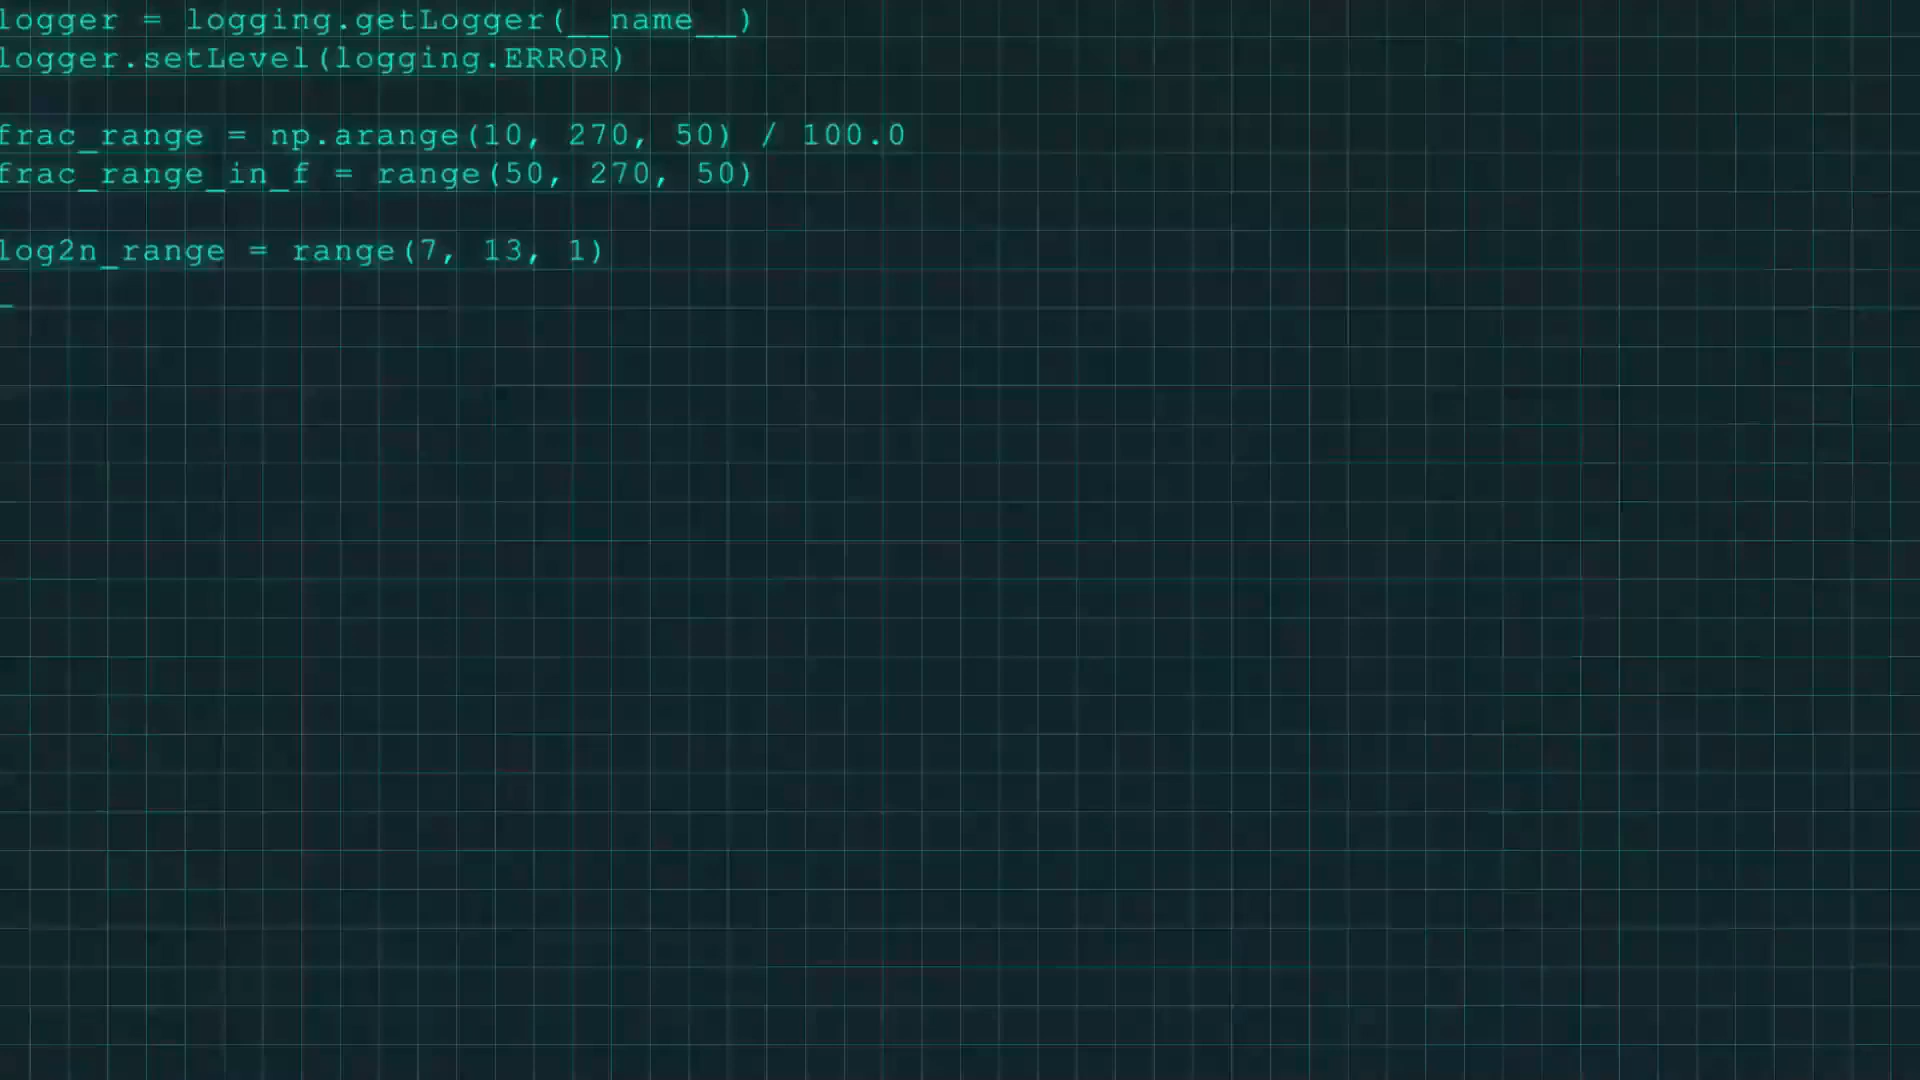 logger = logging.getLogger(__name__)
logger.setLevel(logging.ERROR)
frac_range = np.arange(10, 270, 50) / 100.0
frac_range_in_f = range(50, 270, 50)
log2n_range = range(7, 13, 1)
_